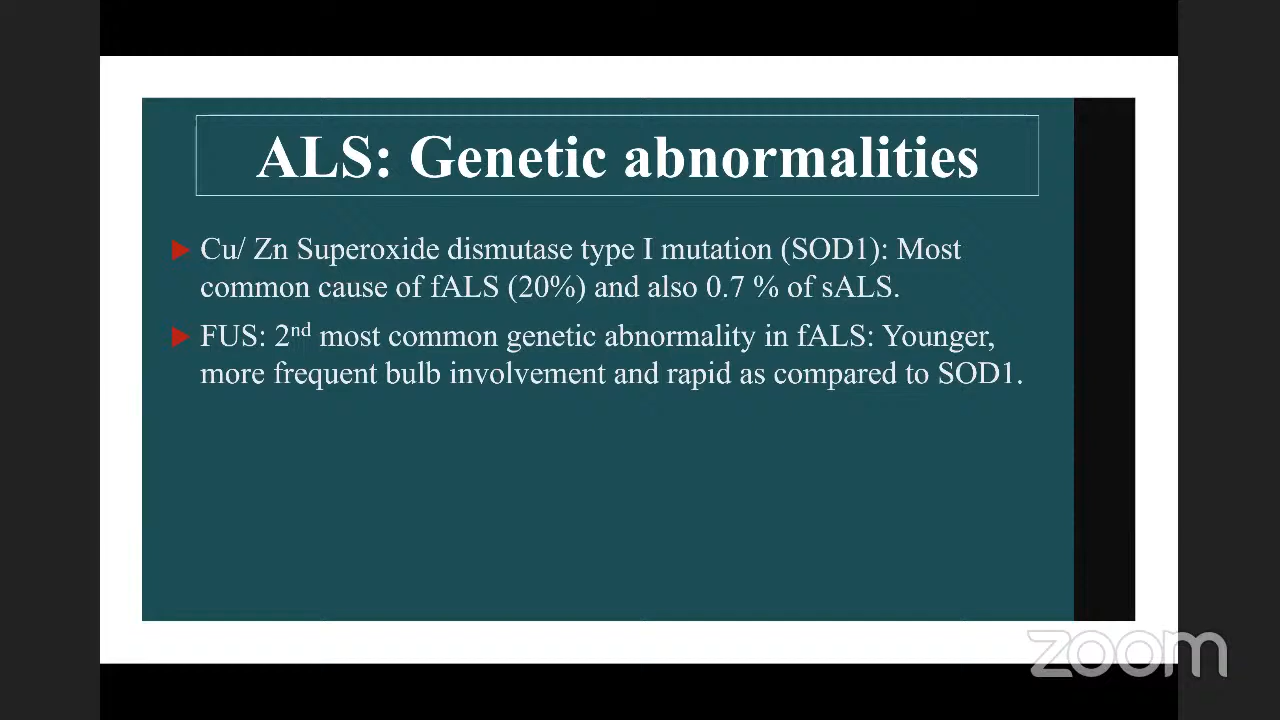 ALS: Genetic abnormalities
Cu/ Zn Superoxide dismutase type I mutation (SOD1): Most
common cause of fALS (20%) and also 0.7 % of sALS.
FUS: 2nd most common genetic abnormality in fALS: Younger,
more frequent bulb involvement and rapid as compared to SOD1.
zoom